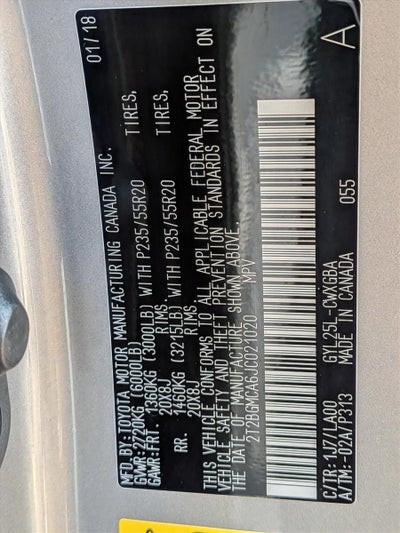 MFD.BY:TOYOTA MOTOR MANUFACTURING CANADA INC. 01/18
GVWR:2720KG(6000LB)
GAWR:FRT. 1360KG(3000LB) WITH P235/55R20 TIRES,
20X8J RIMS.
RR. 1460KG(3215LB) WITH P235/55R20 TIRES,
20X8J RIMS.
THIS VEHICLE CONFORMS TO ALL APPLICABLE FEDERAL MOTOR
VEHICLE SAFETY AND THEFT PREVENTION STANDARDS IN EFFECT ON
THE DATE OF MANUFACTURE SHOWN ABOVE.
2T2BGMCA6JC021020 MPV
C/TR:1J7/LA00 GYL25L-CWXGBA A
A/TM:-02A/P313 MADE IN CANADA 055